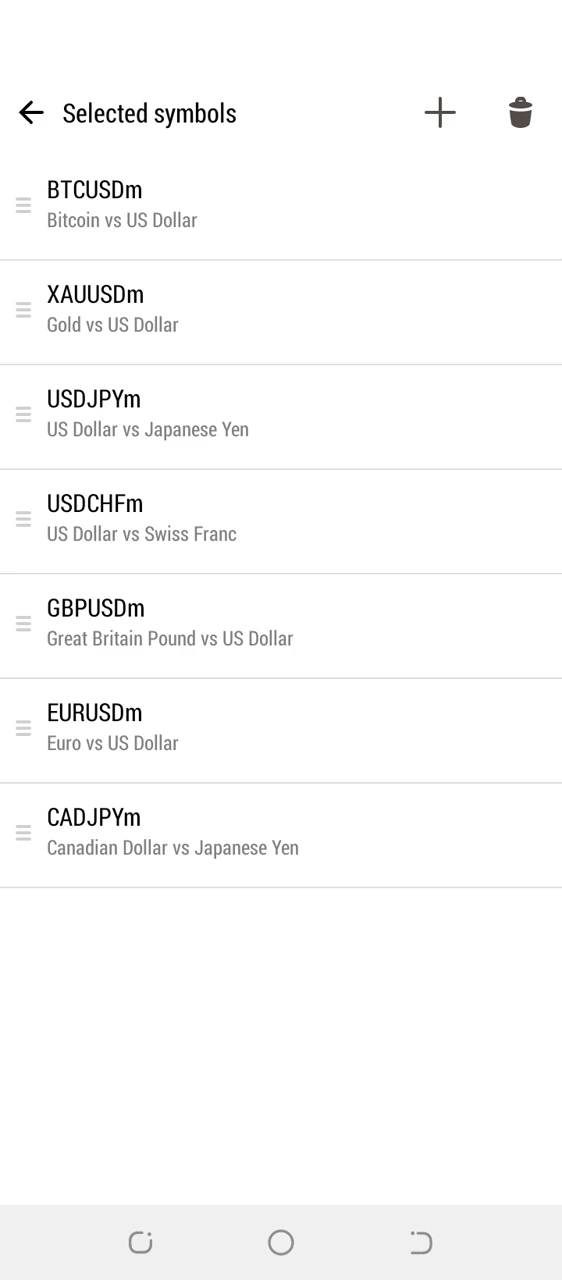 Selected symbols
BTCUSDm
Bitcoin vs US Dollar
XAUUSDm
Gold vs US Dollar
USDJPYm
US Dollar vs Japanese Yen
USDCHFm
US Dollar vs Swiss Franc
GBPUSDm
Great Britain Pound vs US Dollar
EURUSDm
Euro vs US Dollar
CADJPYm
Canadian Dollar vs Japanese Yen